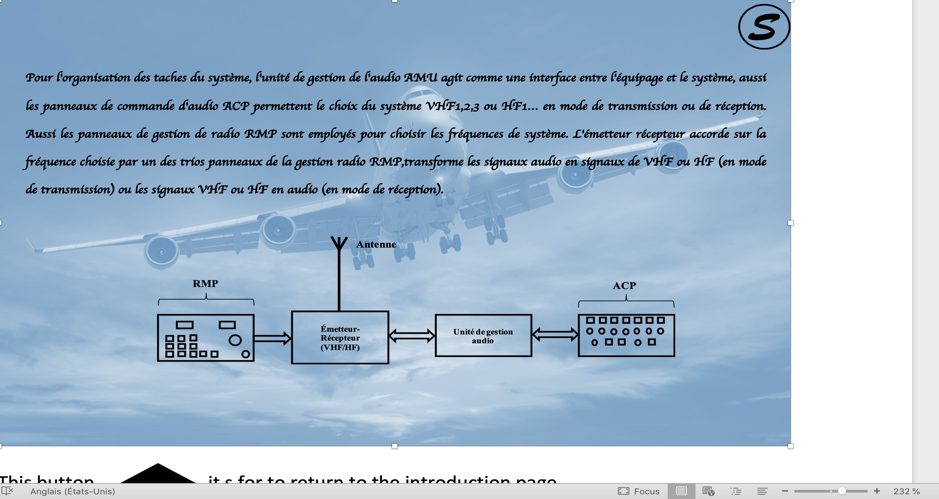 S
Pour l'organisation des taches du système, l'unité de gestion de l'audio AMU agit comme une interface entre l'équipage et le système, aussi
les panneaux de commande d'audio ACP permettent le choix du système VHF1,2,3 ou HF1... en mode de transmission ou de réception.
Aussi les panneaux de gestion de radio RMP sont employés pour choisir les fréquences de système. L'émetteur récepteur accorde sur la
fréquence choisie par un des trios panneaux de la gestion radio RMP,transforme les signaux audio en signaux de VHF ou HF (en mode
de transmission) ou les signaux VHF ou HF en audio (en mode de réception).
Antenne
RMP
ACP
Émetteur-
Récepteur
(VHF/HF)
Unité de gestion
audio
This button it s for to return to the introduction page
Anglais (États-Unis)
Focus
232 %